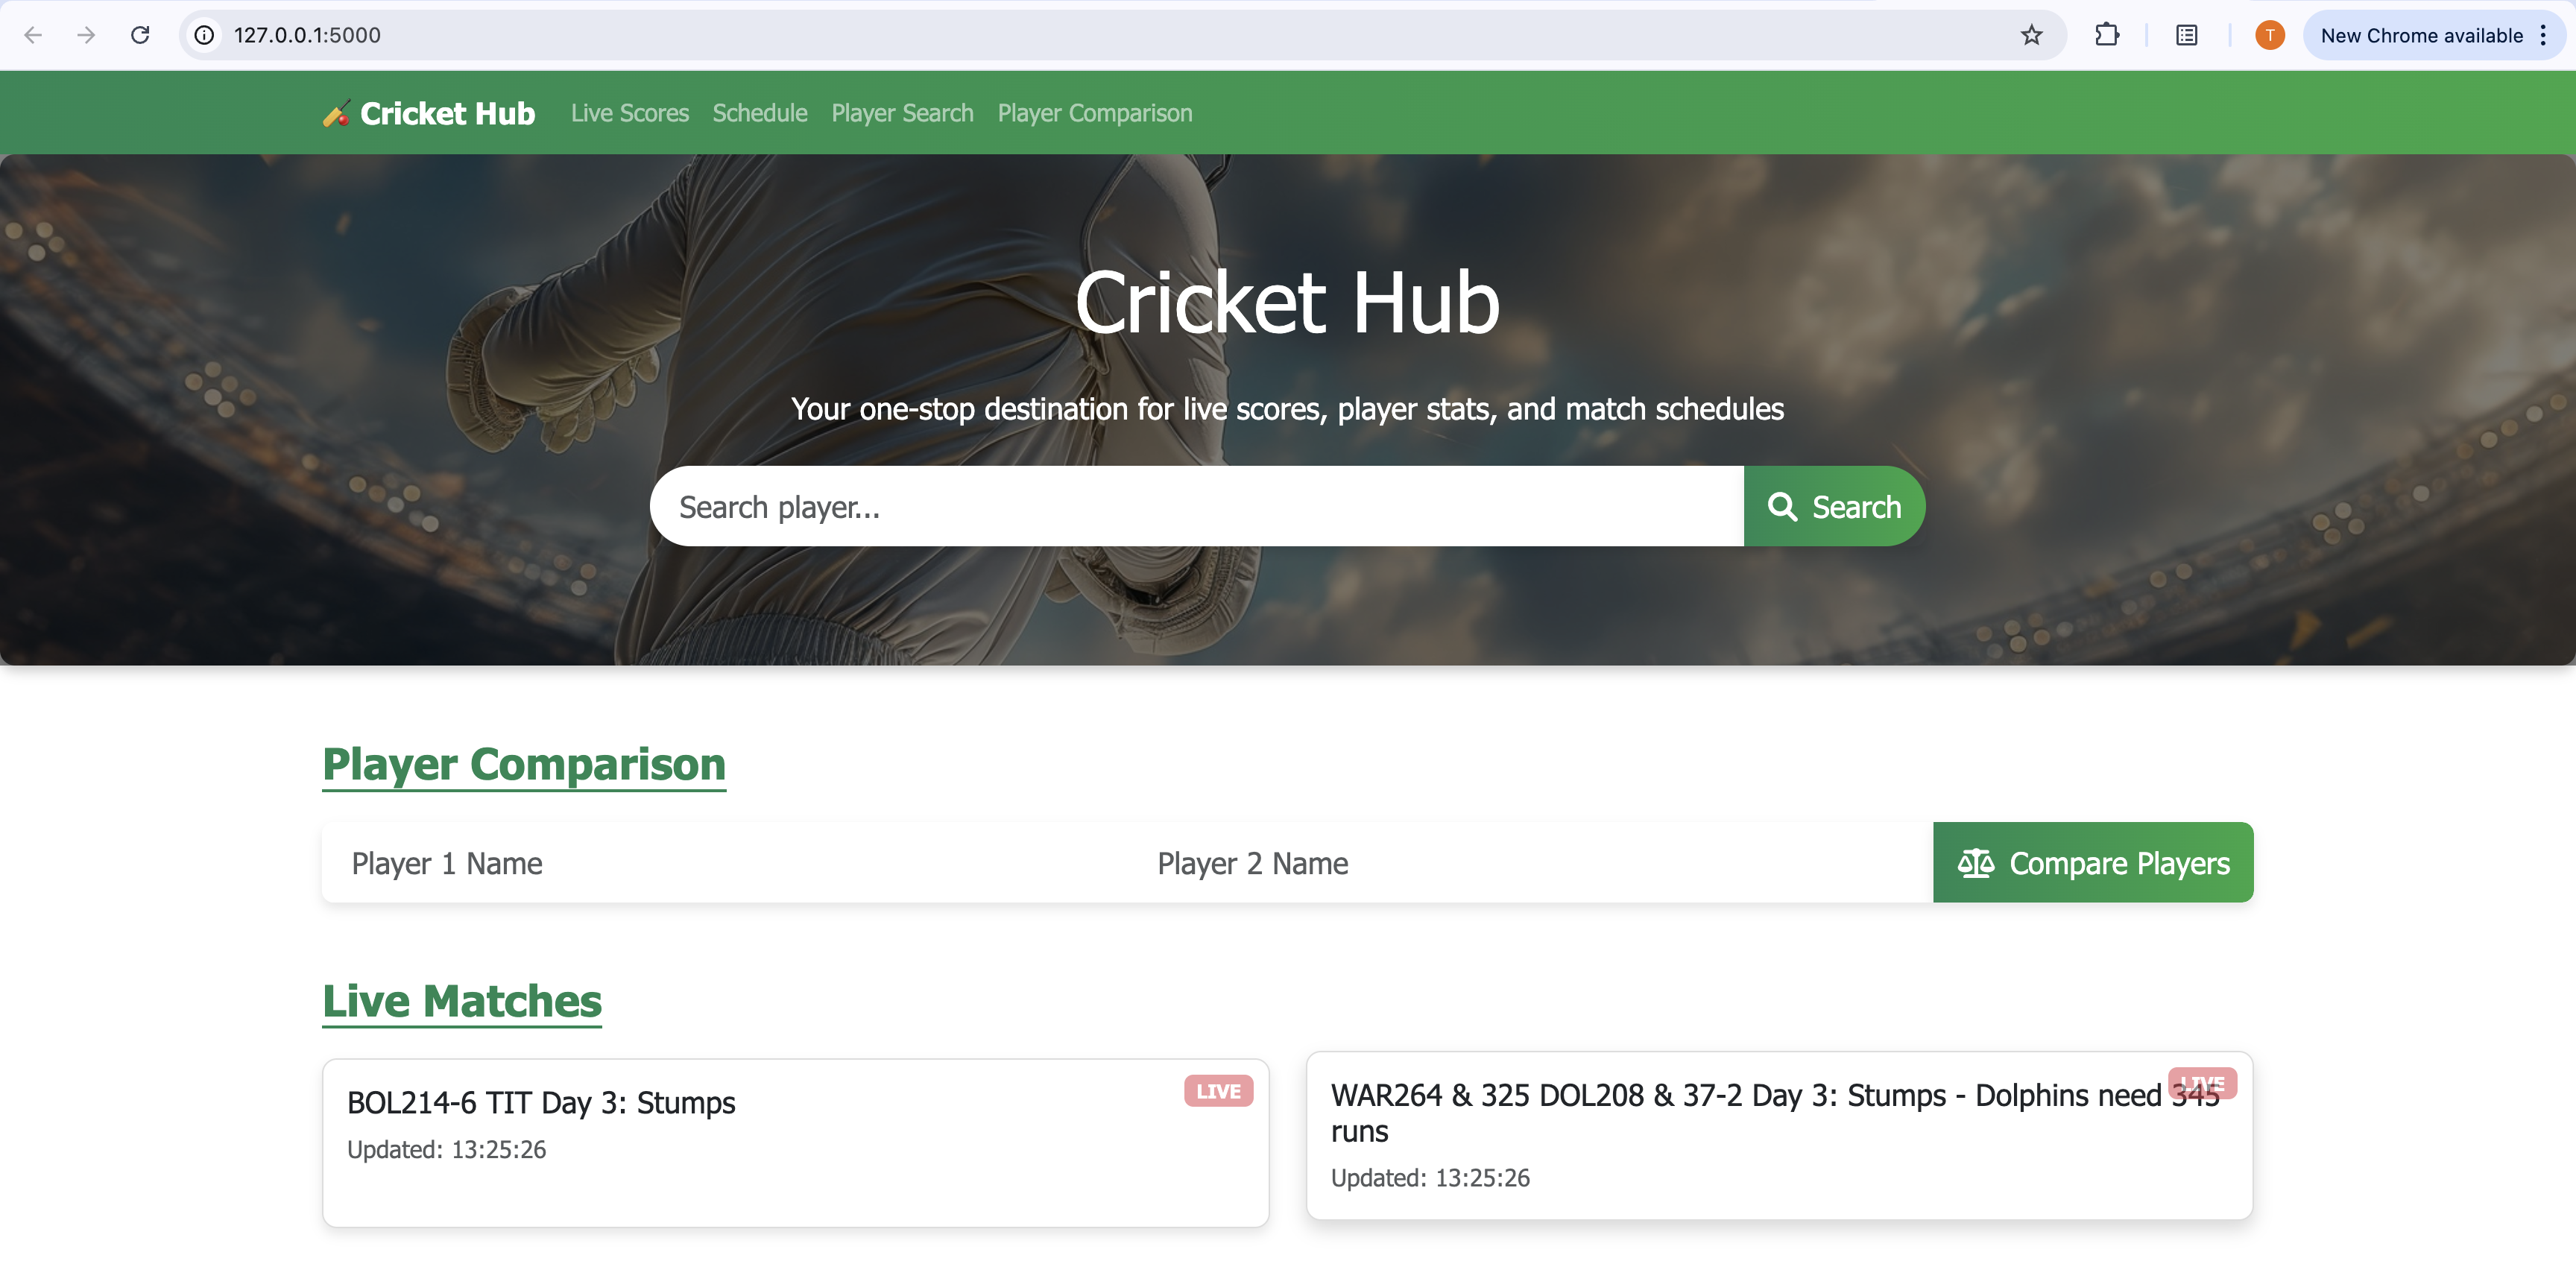 127.0.0.1:5000
T
New Chrome available
Cricket Hub
Live Scores
Schedule
Player Search
Player Comparison
Cricket Hub
Your one-stop destination for live scores, player stats, and match schedules
Search player...
Search
Player Comparison
Player 1 Name
Player 2 Name
Compare Players
Live Matches
BOL214-6 TIT Day 3: Stumps
LIVE
Updated: 13:25:26
WAR264 & 325 DOL208 & 37-2 Day 3: Stumps - Dolphins need 345
runs
LIVE
Updated: 13:25:26